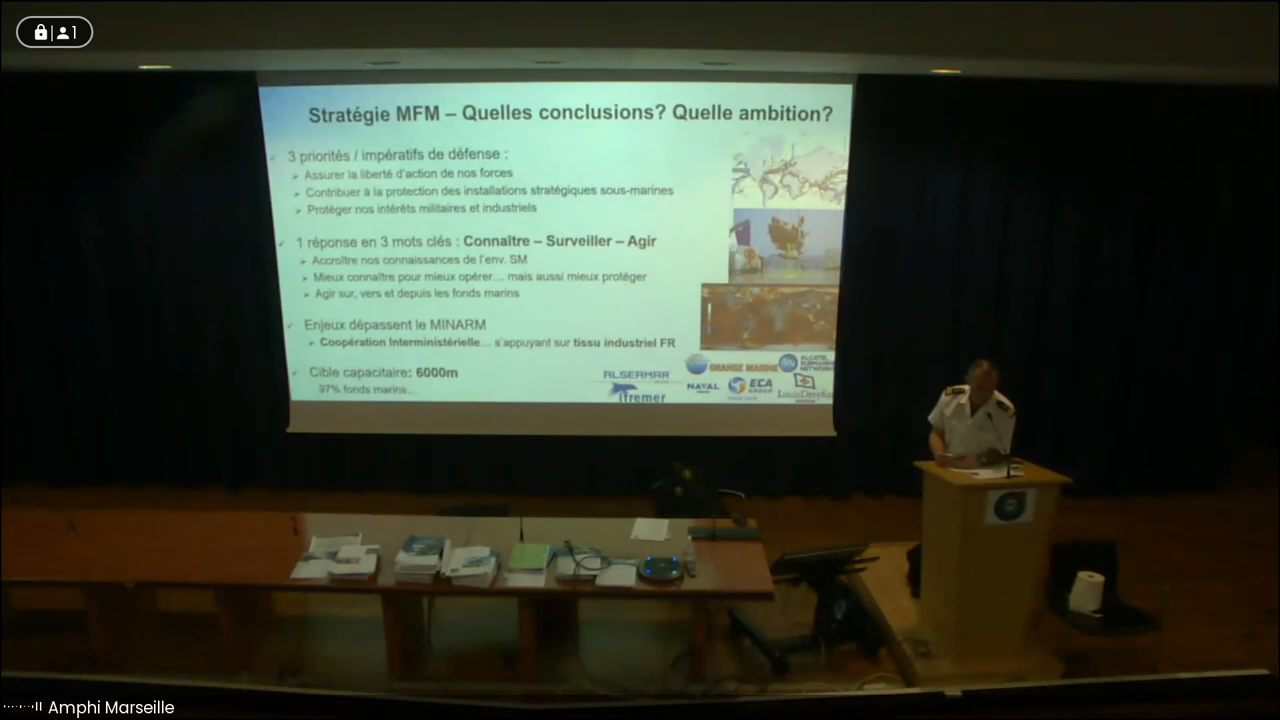 1
Stratégie MFM – Quelles conclusions? Quelle ambition?
3 priorités / impératifs de défense :
Assurer la liberté d'action de nos forces
Contribuer à la protection des installations stratégiques sous-marines
Protéger nos intérêts militaires et industriels
1 réponse en 3 mots clés : Connaître – Surveiller – Agir
Accroître nos connaissances de l'env. SM
Mieux connaître pour mieux opérer… mais aussi mieux protéger
Agir sur, vers et depuis les fonds marins
Enjeux dépassent le MINARM
Coopération Interministérielle… s'appuyant sur tissu industriel FR
Cible capacitaire: 6000m
97% fonds marins…
ALSEAMAR
Ifremer
ORANGE MARINE
ALCATEL
SUBMARINE
NETWORKS
NAVAL
ECA
GROUP
Amphi Marseille